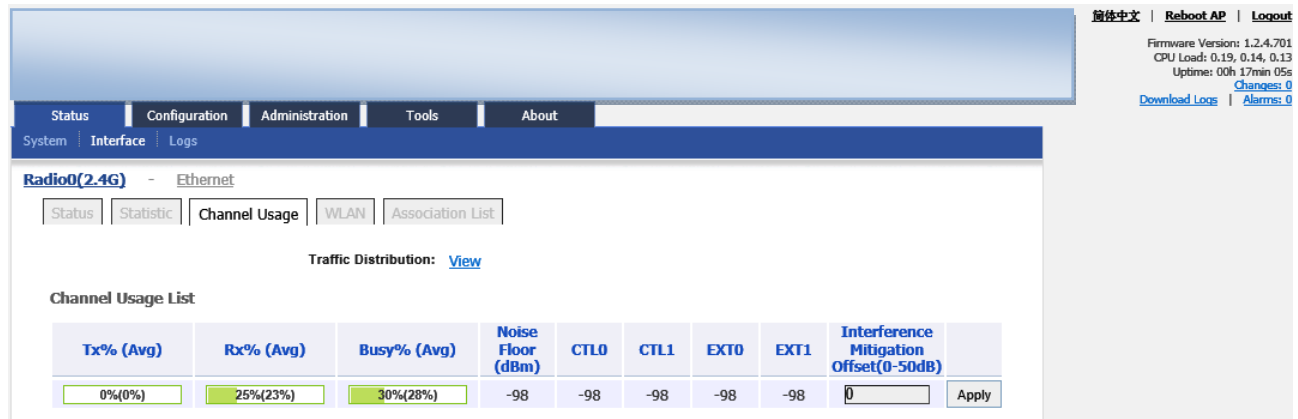 简体中文 | Reboot AP | Logout
Firmware Version: 1.2.4.701
CPU Load: 0.19, 0.14, 0.13
Uptime: 00h 17min 05s
Changes: 0
Download Logs | Alarms: 0
Status Configuration Administration Tools About
System Interface Logs
Radio0(2.4G) - Ethernet
Status Statistic Channel Usage WLAN Association List
Traffic Distribution: View
Channel Usage List
Tx% (Avg) Rx% (Avg) Busy% (Avg) Noise Floor (dBm) CTL0 CTL1 EXT0 EXT1 Interference Mitigation Offset(0-50dB)
0%(0%) 25%(23%) 30%(28%) -98 -98 -98 -98 -98 0 Apply